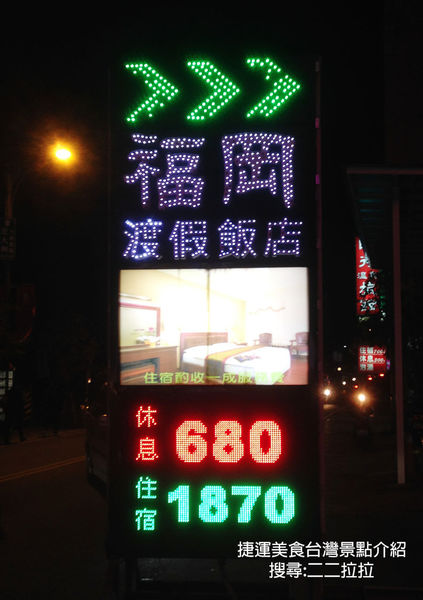 福岡
渡假飯店
住宿酌收一成服務費
休息 680
住宿 1870
捷運美食台灣景點介紹
搜尋:二二拉拉